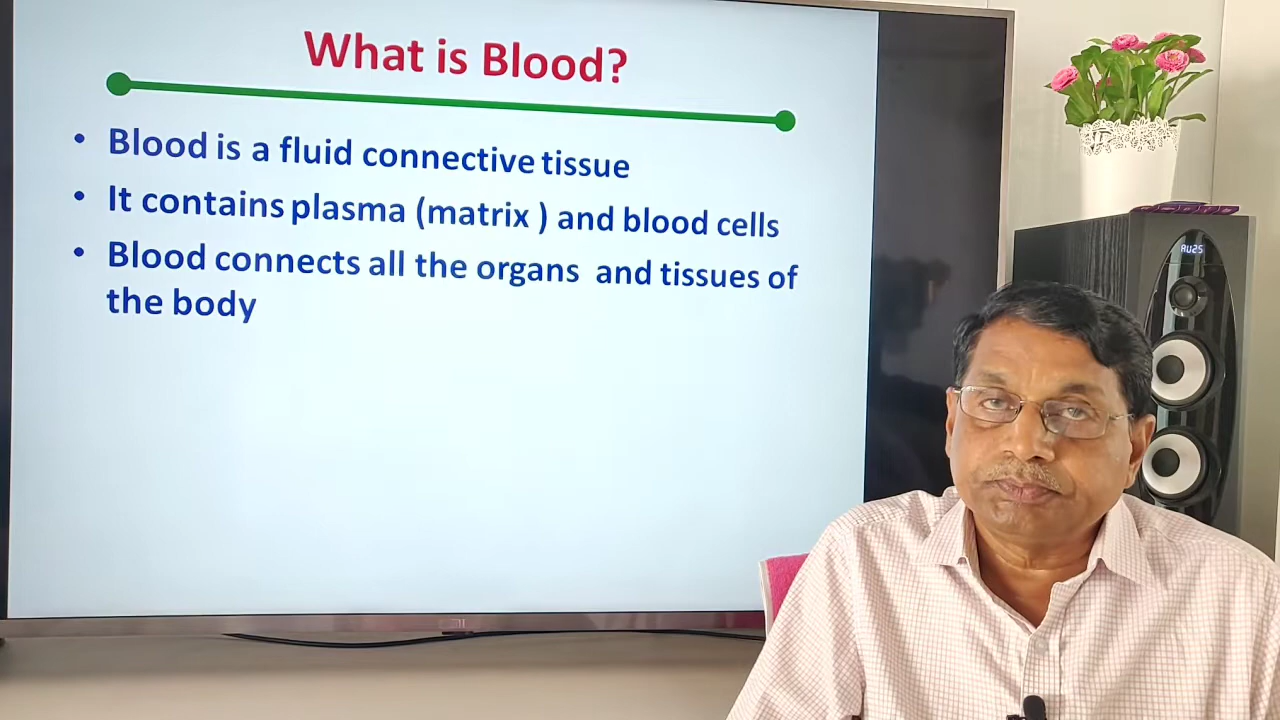 What is Blood?
• Blood is a fluid connective tissue
• It contains plasma (matrix ) and blood cells
• Blood connects all the organs and tissues of
the body
AU25